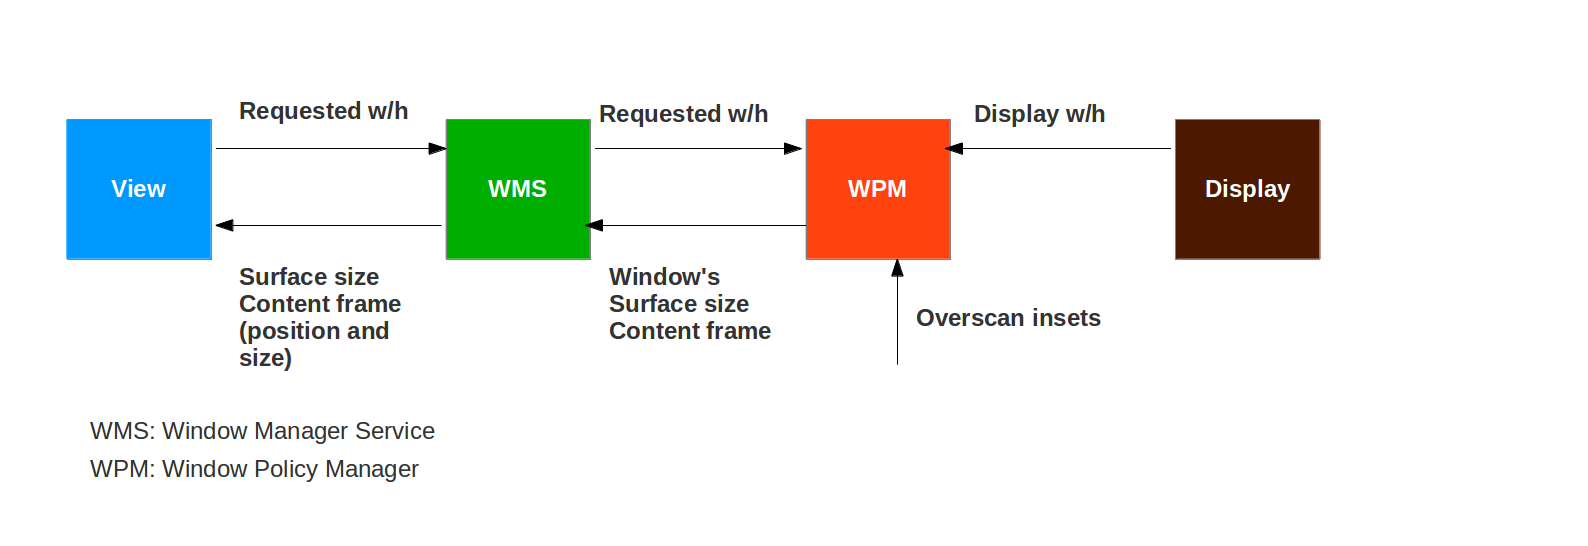 Requested w/h
Requested w/h
Display w/h
View
WMS
WPM
Display
Surface size
Content frame
(position and
size)
Window's
Surface size
Content frame
Overscan insets
WMS: Window Manager Service
WPM: Window Policy Manager